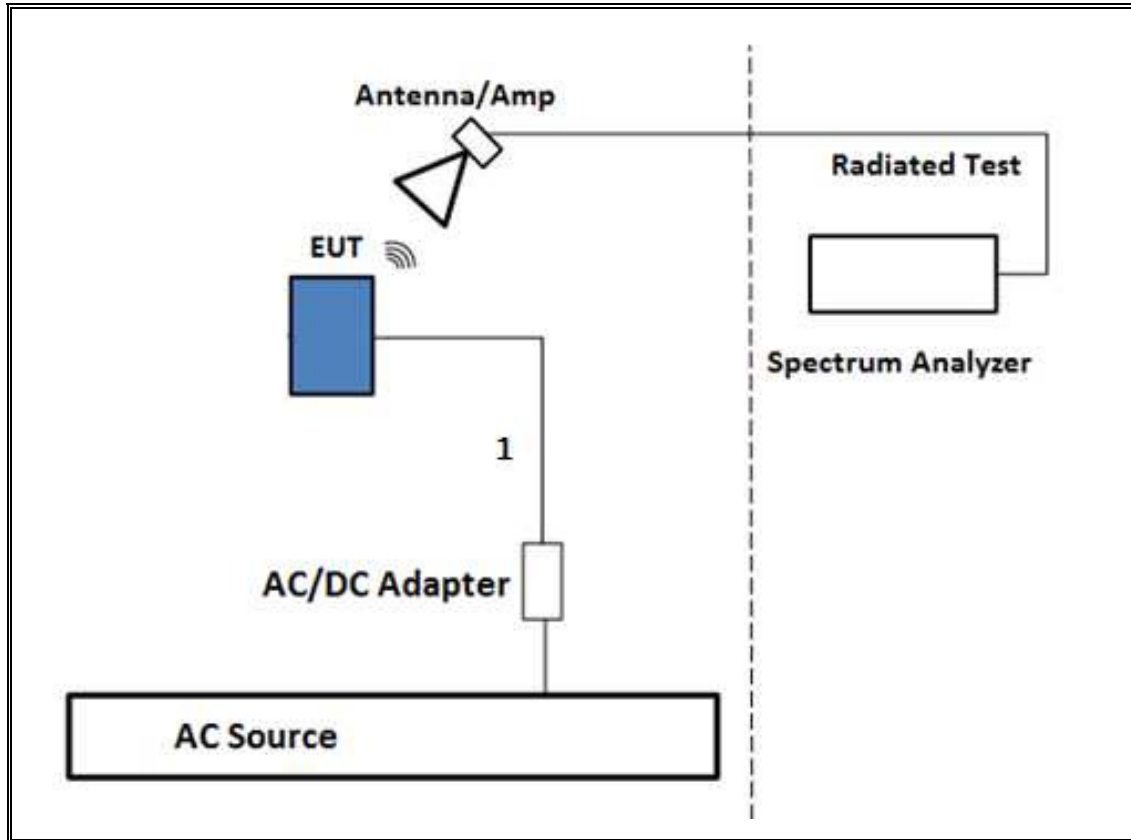 Antenna/Amp
Radiated Test
EUT
Spectrum Analyzer
1
AC/DC Adapter
AC Source